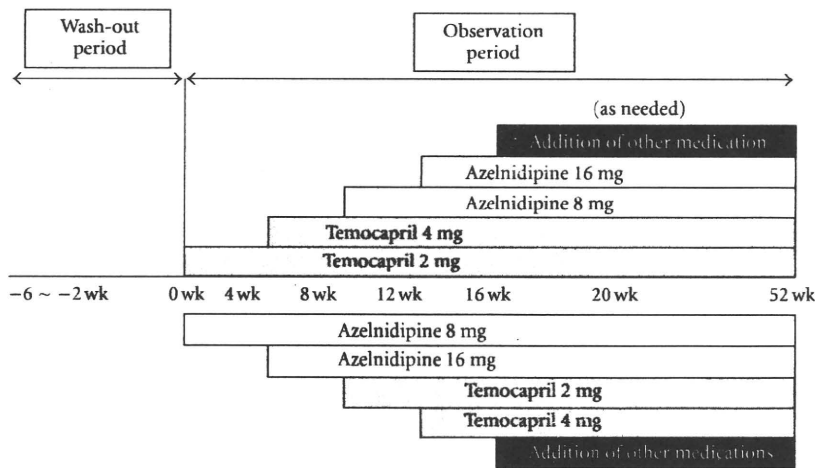 Wash-out
period
Observation
period
(as needed)
Addition of other medication
Azelnidipine 16 mg
Azelnidipine 8 mg
Temocapril 4 mg
Temocapril 2 mg
−6 ~ −2 wk 0 wk 4 wk 8 wk 12 wk 16 wk 20 wk 52 wk
Azelnidipine 8 mg
Azelnidipine 16 mg
Temocapril 2 mg
Temocapril 4 mg
Addition of other medications